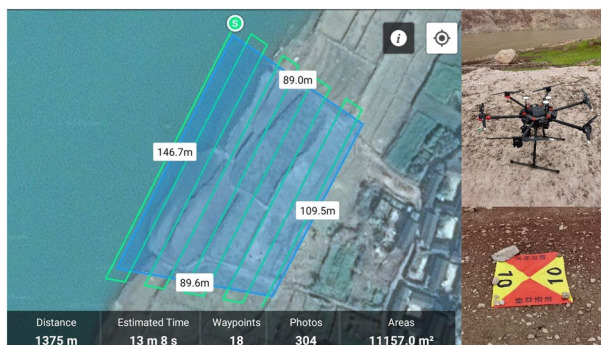 S
89.0m
146.7m
109.5m
89.6m
Distance
Estimated Time
Waypoints
Photos
Areas
1375 m
13 m 8 s
18
304
11157.0 m²
10
10